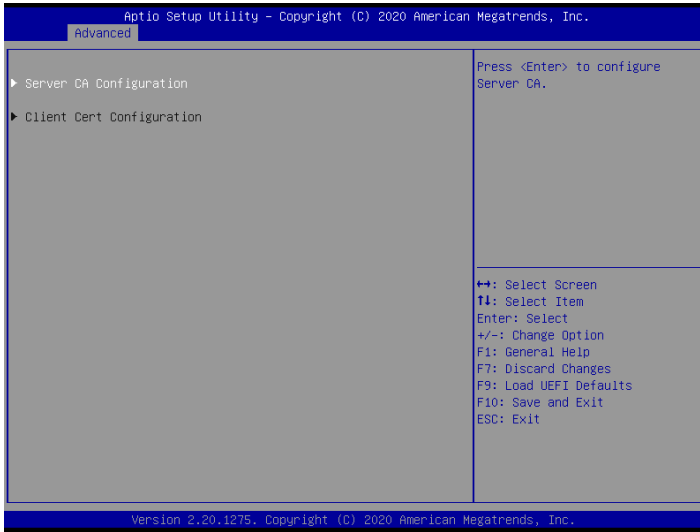 Aptio Setup Utility – Copyright (C) 2020 American Megatrends, Inc.
Advanced
▶ Server CA Configuration
▶ Client Cert Configuration
Press <Enter> to configure
Server CA.
↔: Select Screen
↑↓: Select Item
Enter: Select
+/-: Change Option
F1: General Help
F7: Discard Changes
F9: Load UEFI Defaults
F10: Save and Exit
ESC: Exit
Version 2.20.1275. Copyright (C) 2020 American Megatrends, Inc.